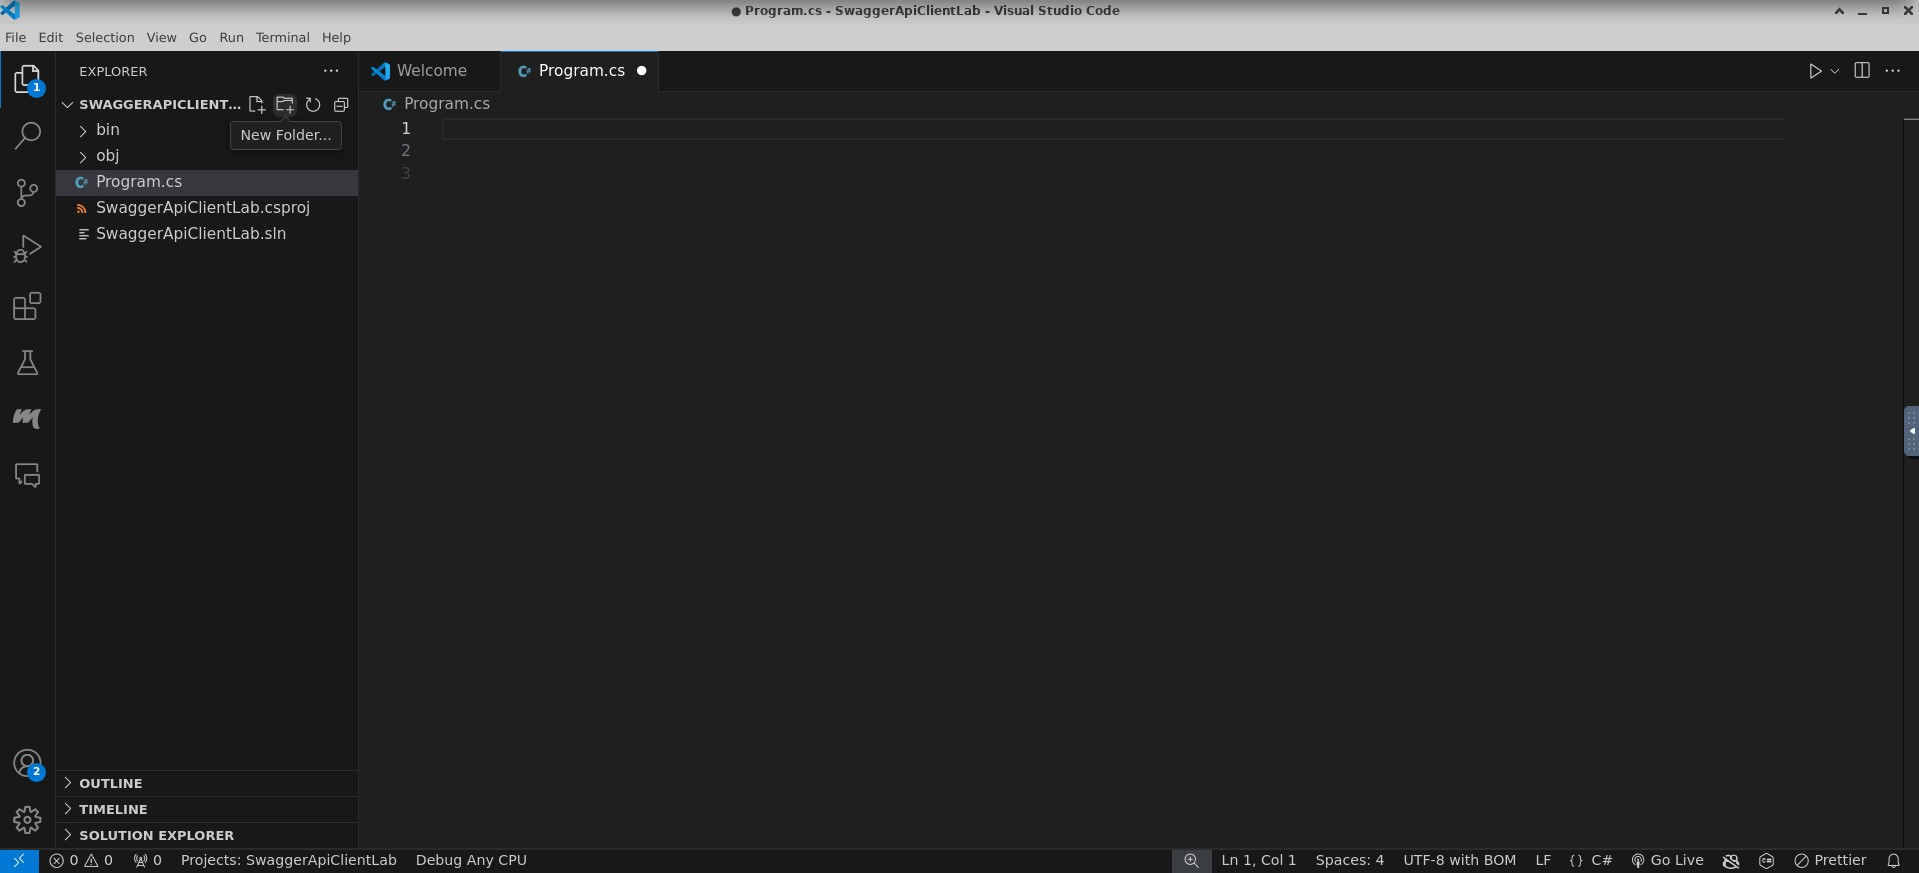 ● Program.cs - SwaggerApiClientLab - Visual Studio Code
File Edit Selection View Go Run Terminal Help
EXPLORER
Welcome
Program.cs
SWAGGERAPICLIENT...
Program.cs
bin
New Folder...
obj
Program.cs
SwaggerApiClientLab.csproj
SwaggerApiClientLab.sln
1
2
3
1
2
OUTLINE
TIMELINE
SOLUTION EXPLORER
0 0 0 Projects: SwaggerApiClientLab Debug Any CPU Ln 1, Col 1 Spaces: 4 UTF-8 with BOM LF {} C# Go Live Prettier